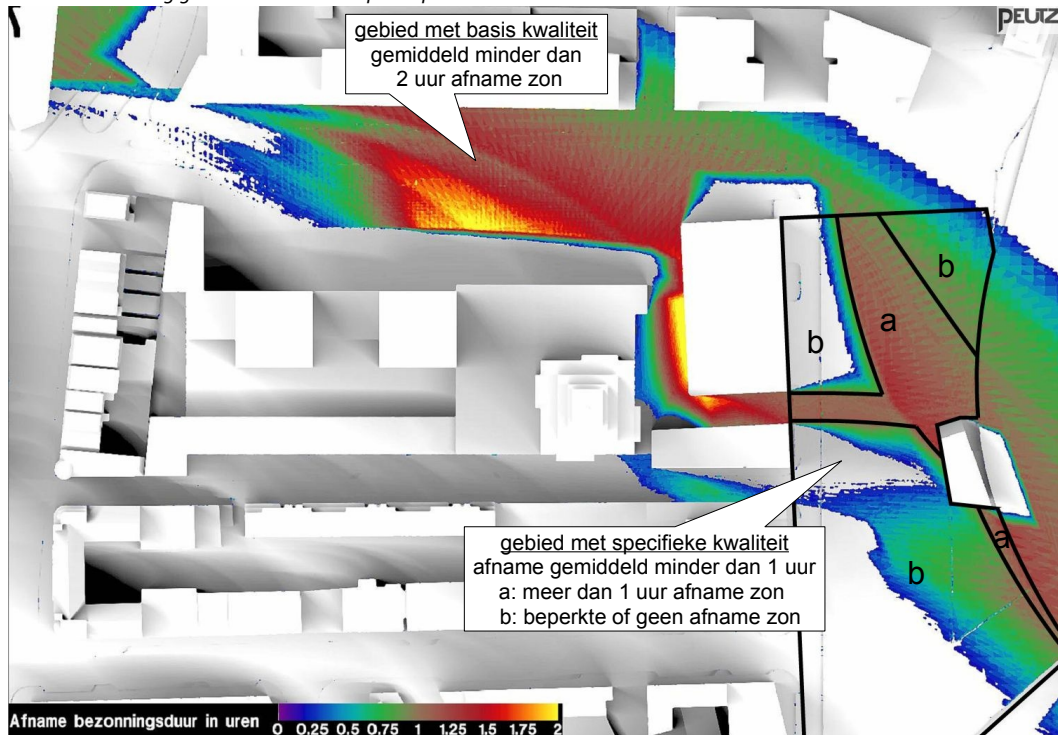 PEUTZ
gebied met basis kwaliteit
gemiddeld minder dan
2 uur afname zon
b
a
b
a
b
gebied met specifieke kwaliteit
afname gemiddeld minder dan 1 uur
a: meer dan 1 uur afname zon
b: beperkte of geen afname zon
Afname bezonningsduur in uren 0 0,25 0,5 0,75 1 1,25 1,5 1,75 2